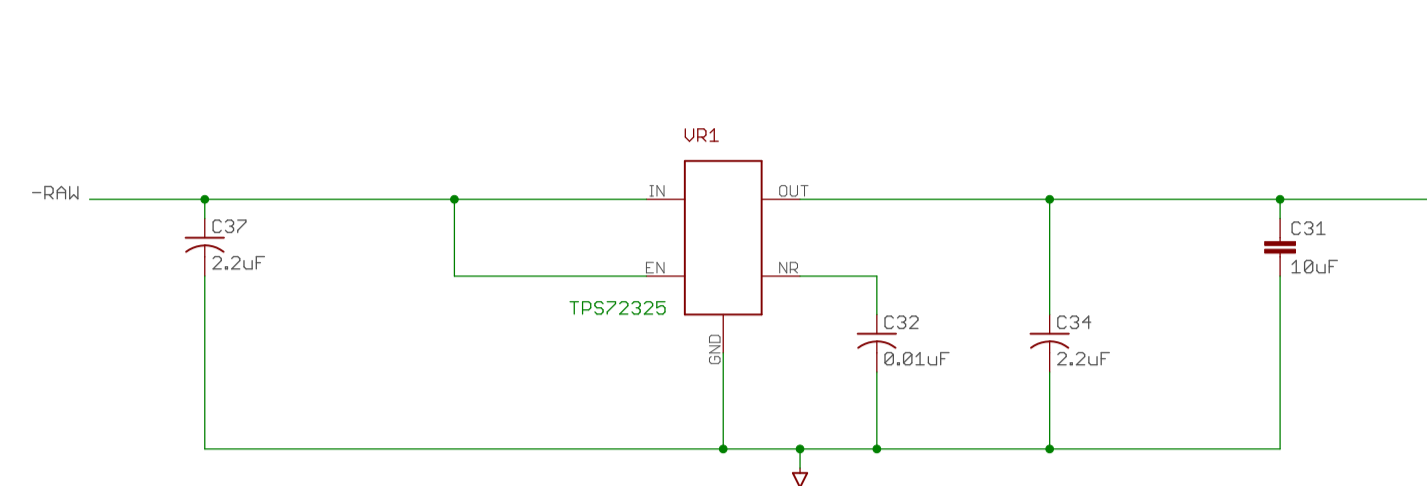 VR1
-RAW
IN
OUT
C37
2.2uF
C31
10uF
EN
NR
TPS72325
GND
C32
0.01uF
C34
2.2uF